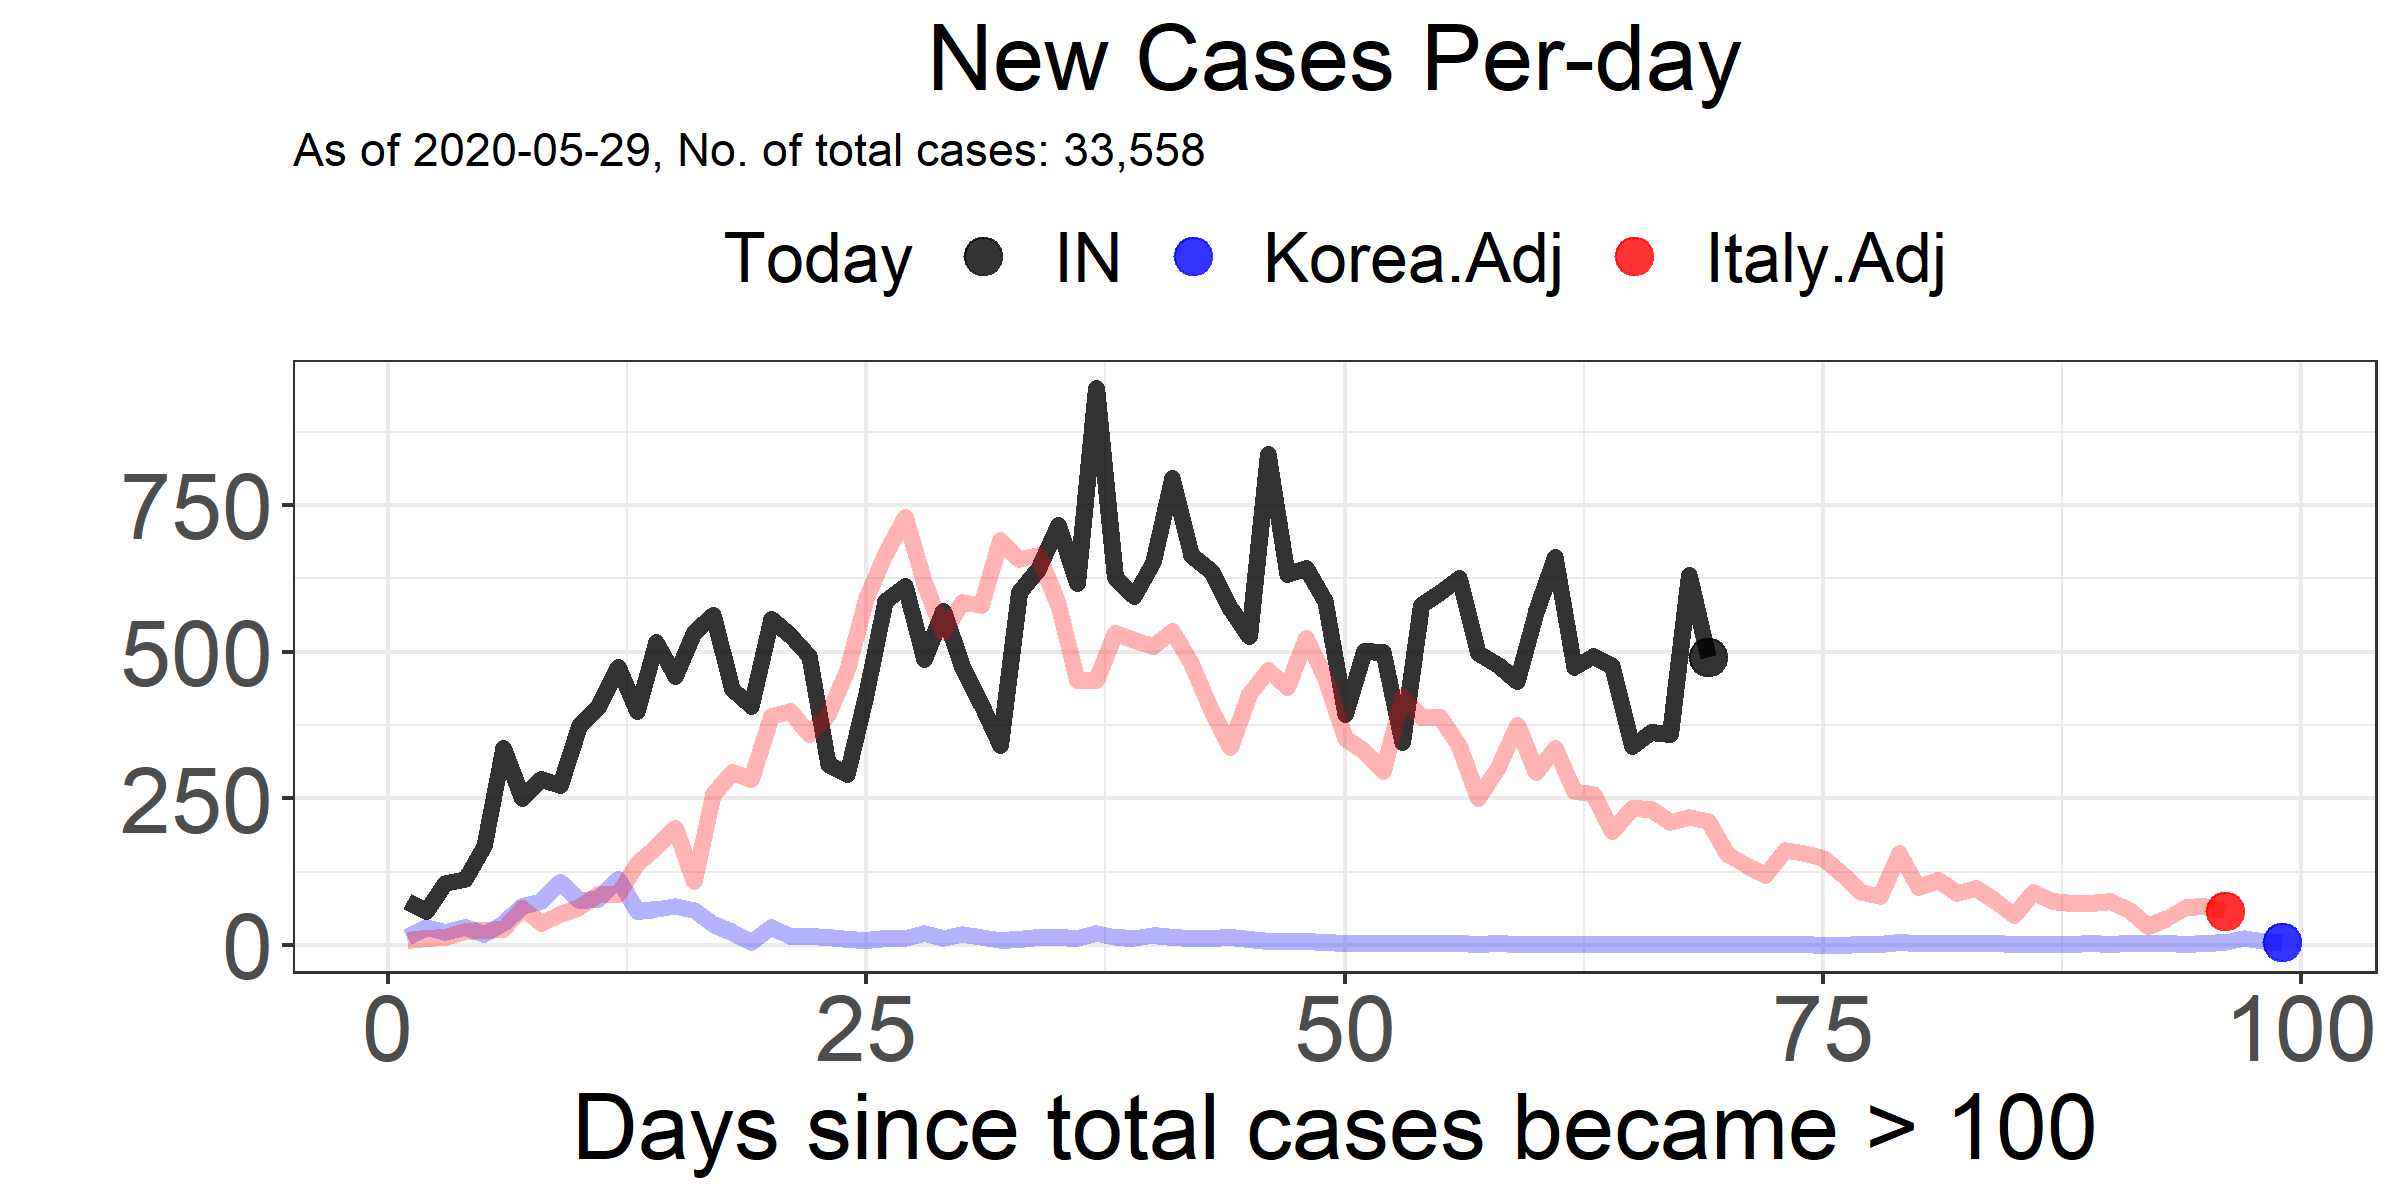 New Cases Per-day
As of 2020-05-29, No. of total cases: 33,558
Today IN Korea.Adj Italy.Adj
750
500
250
0
0 25 50 75 100
Days since total cases became > 100